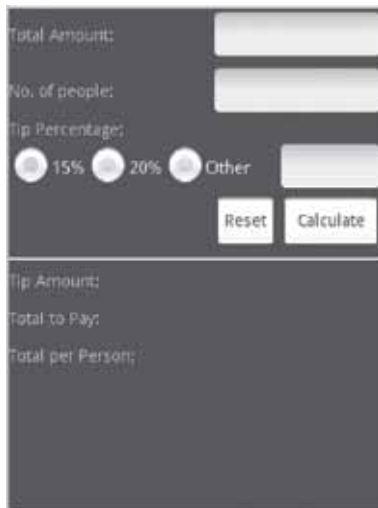 Total Amount:
No. of people:
Tip Percentage:
15% 20% Other
Reset Calculate
Tip Amount:
Total to Pay:
Total per Person: